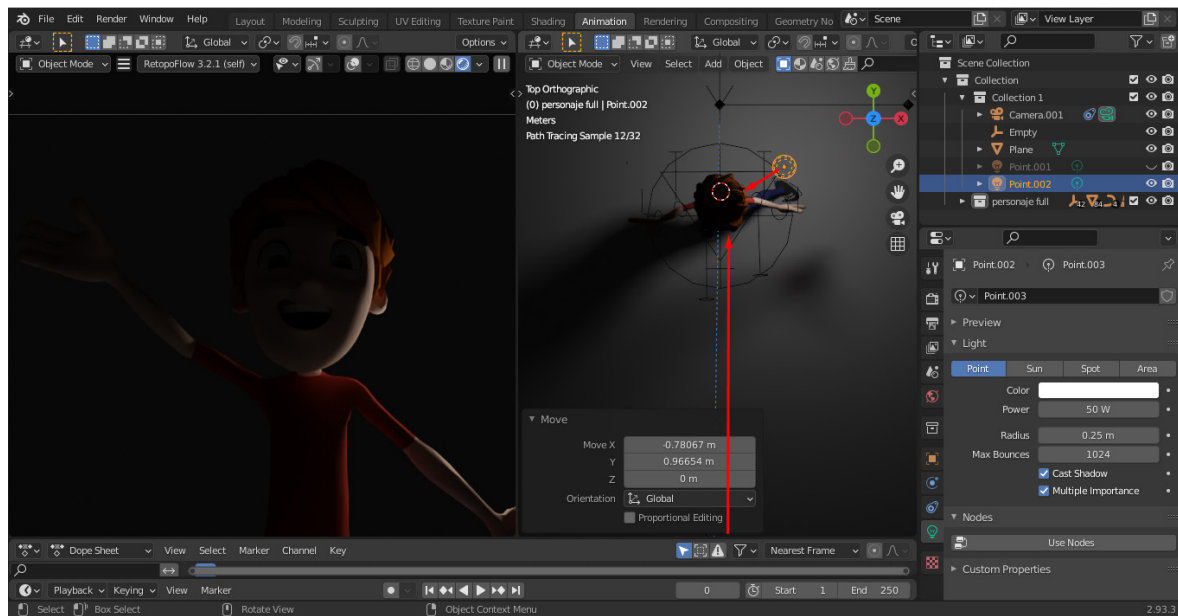 File Edit Render Window Help Layout Modeling Sculpting UV Editing Texture Paint Shading Animation Rendering Compositing Geometry No Scene View Layer
Global Options Global
Object Mode RetopoFlow 3.2.1 (self) Object Mode View Select Add Object
Top Orthographic
(0) personaje full | Point.002
Meters
Path Tracing Sample 12/32
Y
Z
X
Move
Move X -0.78067 m
Y 0.96654 m
Z 0 m
Orientation Global
Proportional Editing
Scene Collection
Collection
Collection 1
Camera.001
Empty
Plane
Point.001
Point.002
personaje full 42 64 4
Point.002 Point.003
Point.003
Preview
Light
Point Sun Spot Area
Color
Power 50 W
Radius 0.25 m
Max Bounces 1024
Cast Shadow
Multiple Importance
Nodes
Use Nodes
Custom Properties
Dope Sheet View Select Marker Channel Key Nearest Frame
Playback Keying View Marker 0 Start 1 End 250
Select Box Select Rotate View Object Context Menu 2.93.3